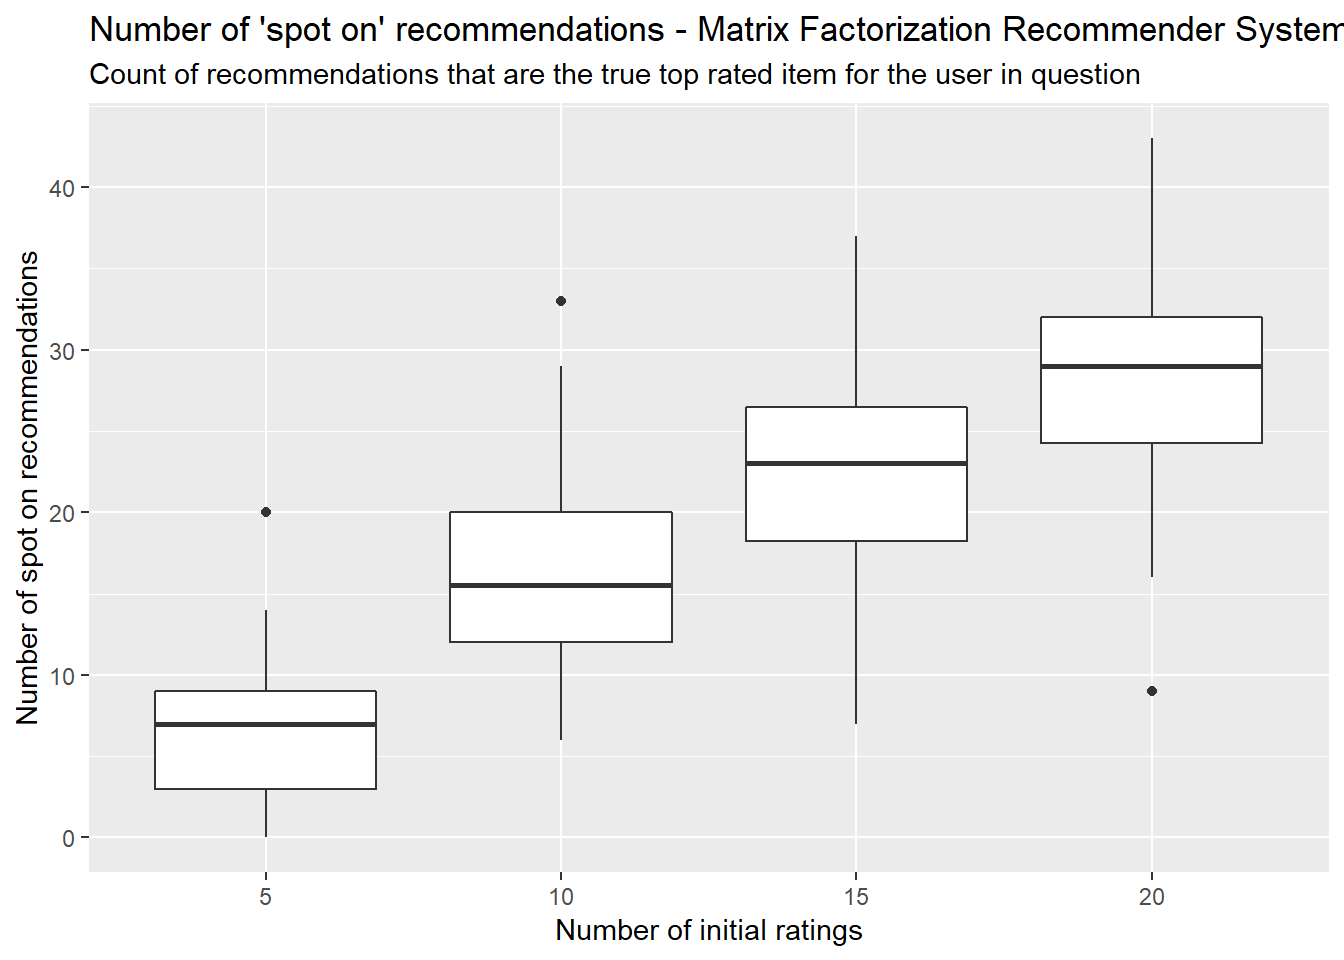 Number of 'spot on' recommendations - Matrix Factorization Recommender System
Count of recommendations that are the true top rated item for the user in question
Number of spot on recommendations
40
30
20
10
0
5 10 15 20
Number of initial ratings